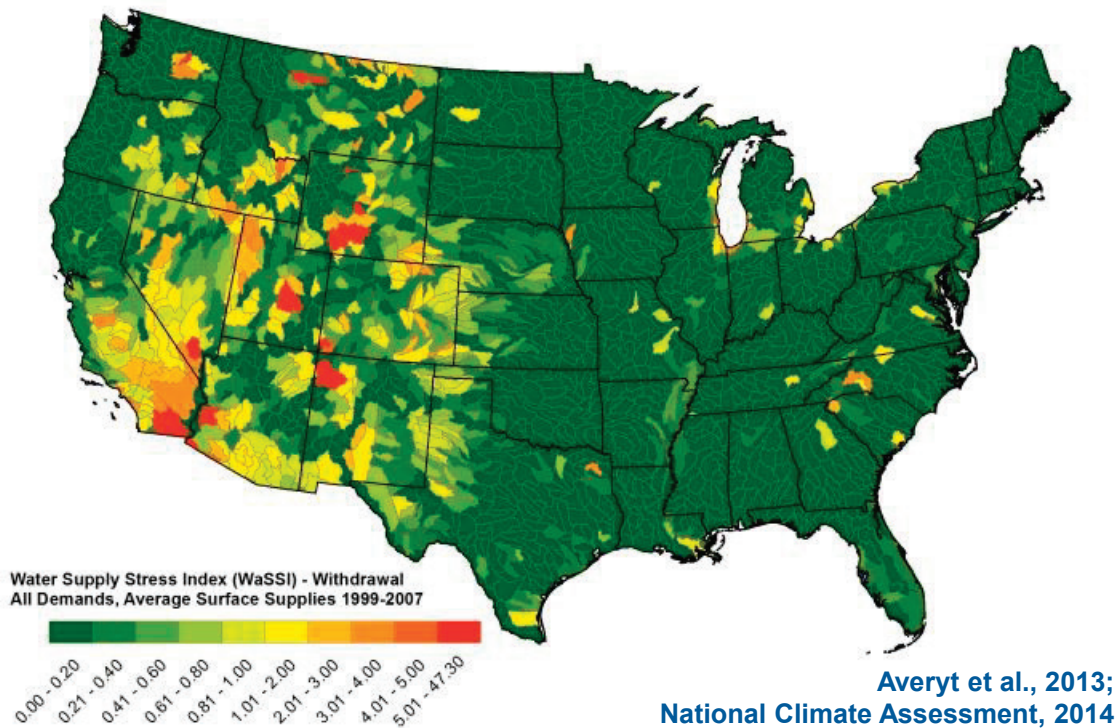 Water Supply Stress Index (WaSSI) - Withdrawal
All Demands, Average Surface Supplies 1999-2007
0.00 - 0.20
0.21 - 0.40
0.41 - 0.60
0.61 - 0.80
0.81 - 1.00
1.01 - 2.00
2.01 - 3.00
3.01 - 4.00
4.01 - 5.00
5.01 - 47.30
Averyt et al., 2013;
National Climate Assessment, 2014